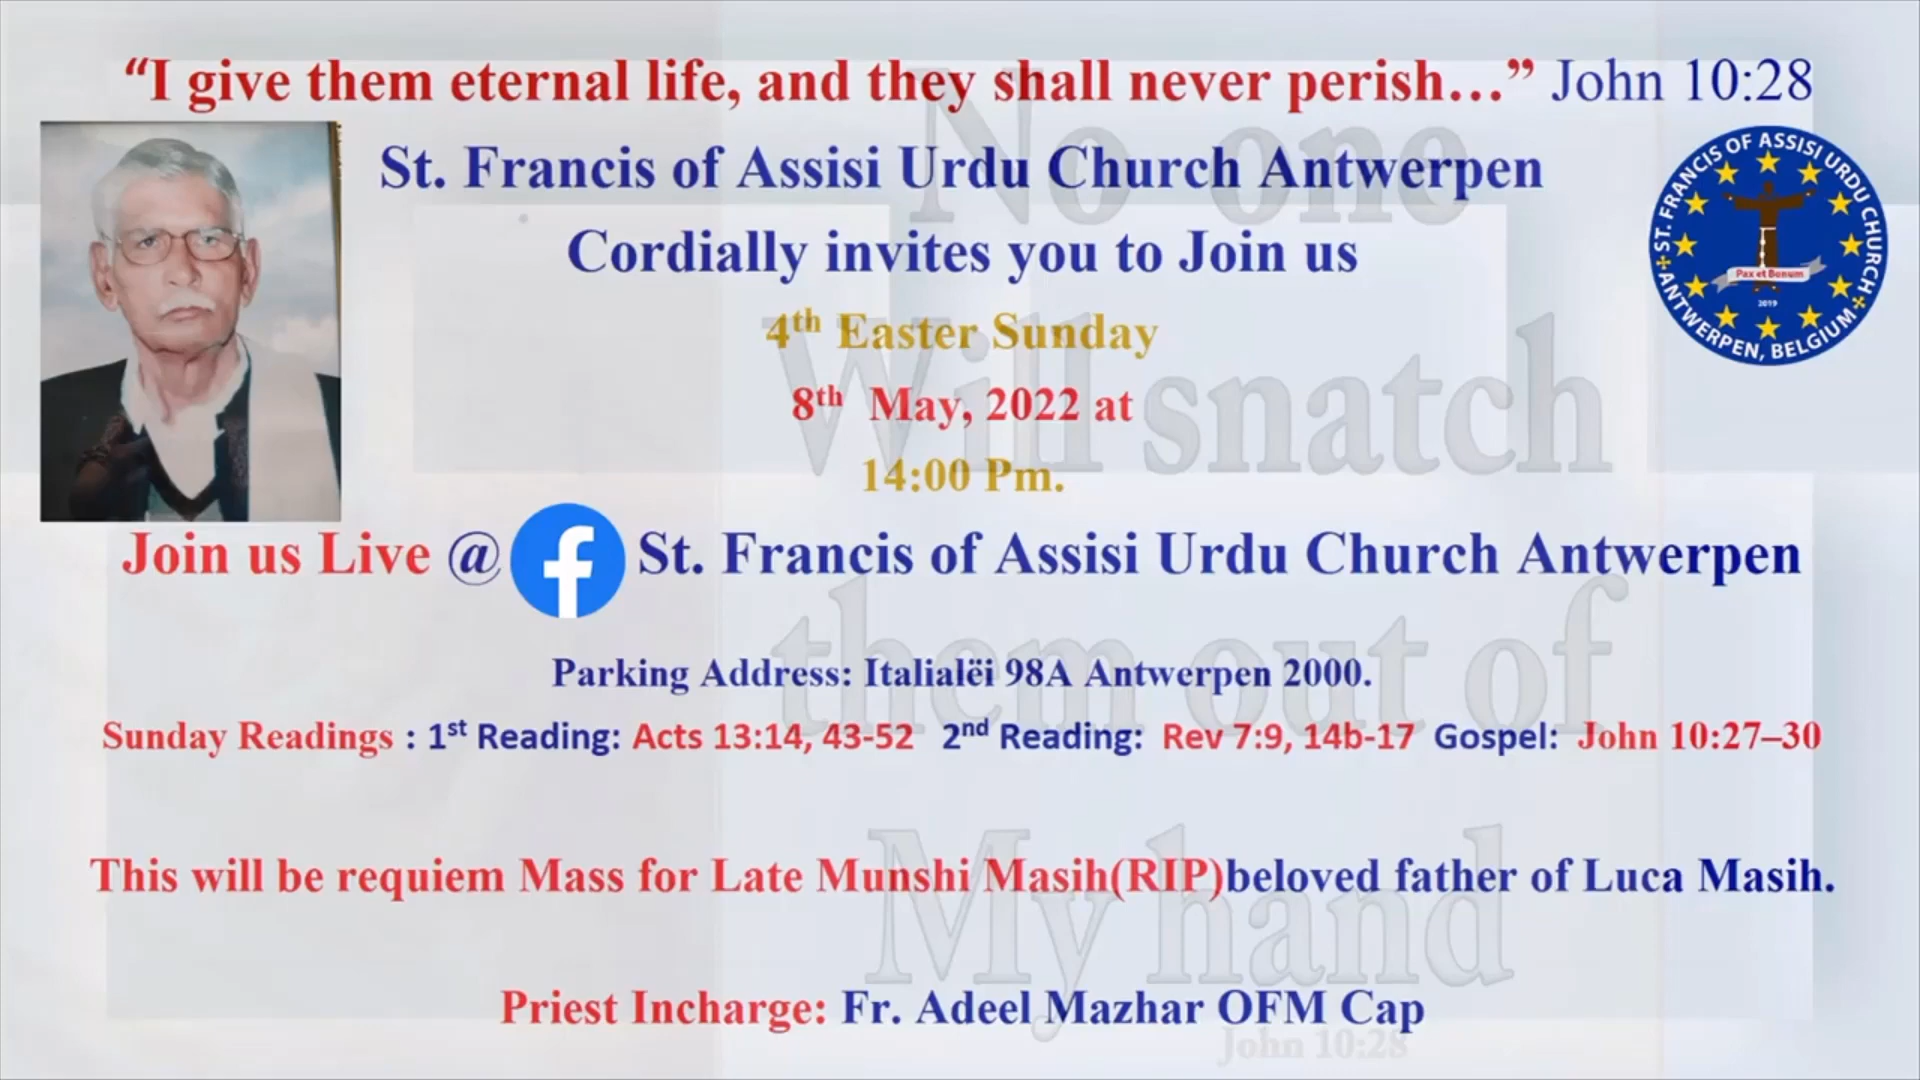 “I give them eternal life, and they shall never perish…” John 10:28
St. Francis of Assisi Urdu Church Antwerpen
Cordially invites you to Join us
4th Easter Sunday
8th May, 2022 at
14:00 Pm.
Join us Live @ f St. Francis of Assisi Urdu Church Antwerpen
Parking Address: Italialëi 98A Antwerpen 2000.
Sunday Readings : 1st Reading: Acts 13:14, 43-52 2nd Reading: Rev 7:9, 14b-17 Gospel: John 10:27–30
This will be requiem Mass for Late Munshi Masih(RIP)beloved father of Luca Masih.
Priest Incharge: Fr. Adeel Mazhar OFM Cap
ST. FRANCIS OF ASSISI URDU CHURCH
ANTWERPEN, BELGIUM
Pax et Bonum
2019
No one
Will snatch
them out of
My hand
John 10:28